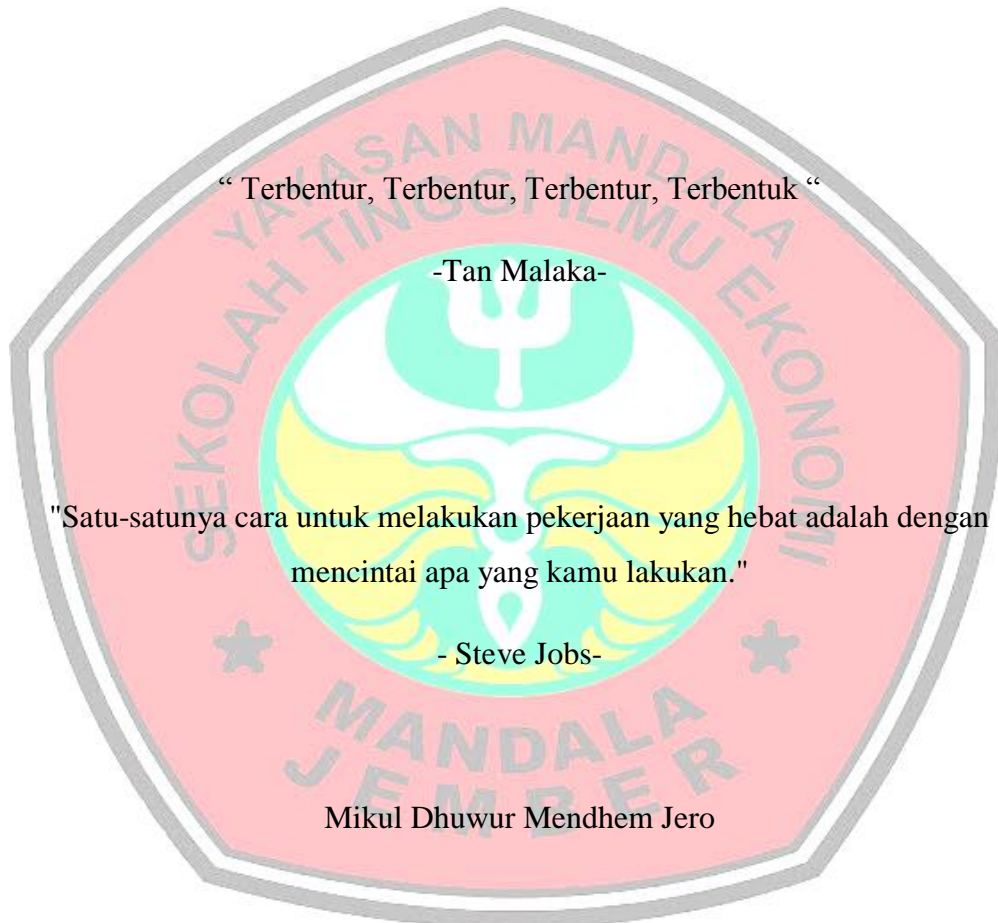 YAYASAN MANDALA
SEKOLAH TINGGI ILMU EKONOMI
“ Terbentur, Terbentur, Terbentur, Terbentuk “
-Tan Malaka-
"Satu-satunya cara untuk melakukan pekerjaan yang hebat adalah dengan
mencintai apa yang kamu lakukan."
- Steve Jobs-
MANDALA
JEMBER
Mikul Dhuwur Mendhem Jero